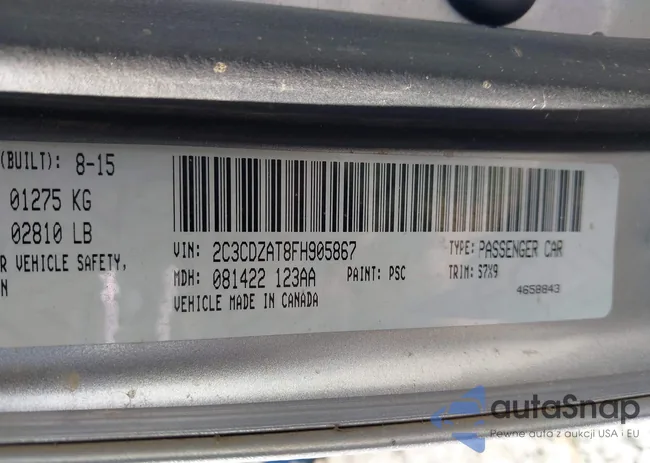 (BUILT): 8-15
01275 KG
02810 LB
R VEHICLE SAFETY,
N
VIN: 2C3CDZAT8FH905867 TYPE: PASSENGER CAR
MDH: 081422 123AA PAINT: PSC TRIM: S7X9
VEHICLE MADE IN CANADA 4658843
autoSnap
Pewne auta z aukcji USA i EU